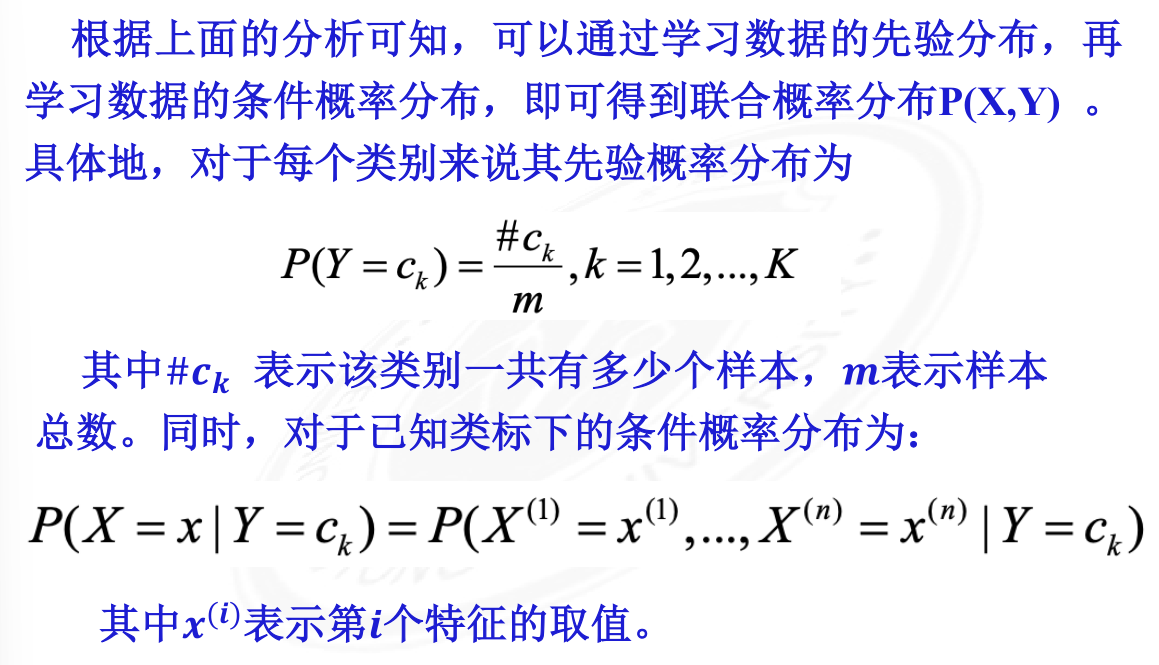 根据上面的分析可知，可以通过学习数据的先验分布，再
学习数据的条件概率分布，即可得到联合概率分布P(X,Y) 。
具体地，对于每个类别来说其先验概率分布为
P(Y = c_k) = #c_k / m , k = 1,2,..., K
其中#c_k 表示该类别一共有多少个样本，m表示样本
总数。同时，对于已知类标下的条件概率分布为：
P(X = x | Y = c_k) = P(X^(1) = x^(1) ,..., X^(n) = x^(n) | Y = c_k)
其中x^(i)表示第i个特征的取值。